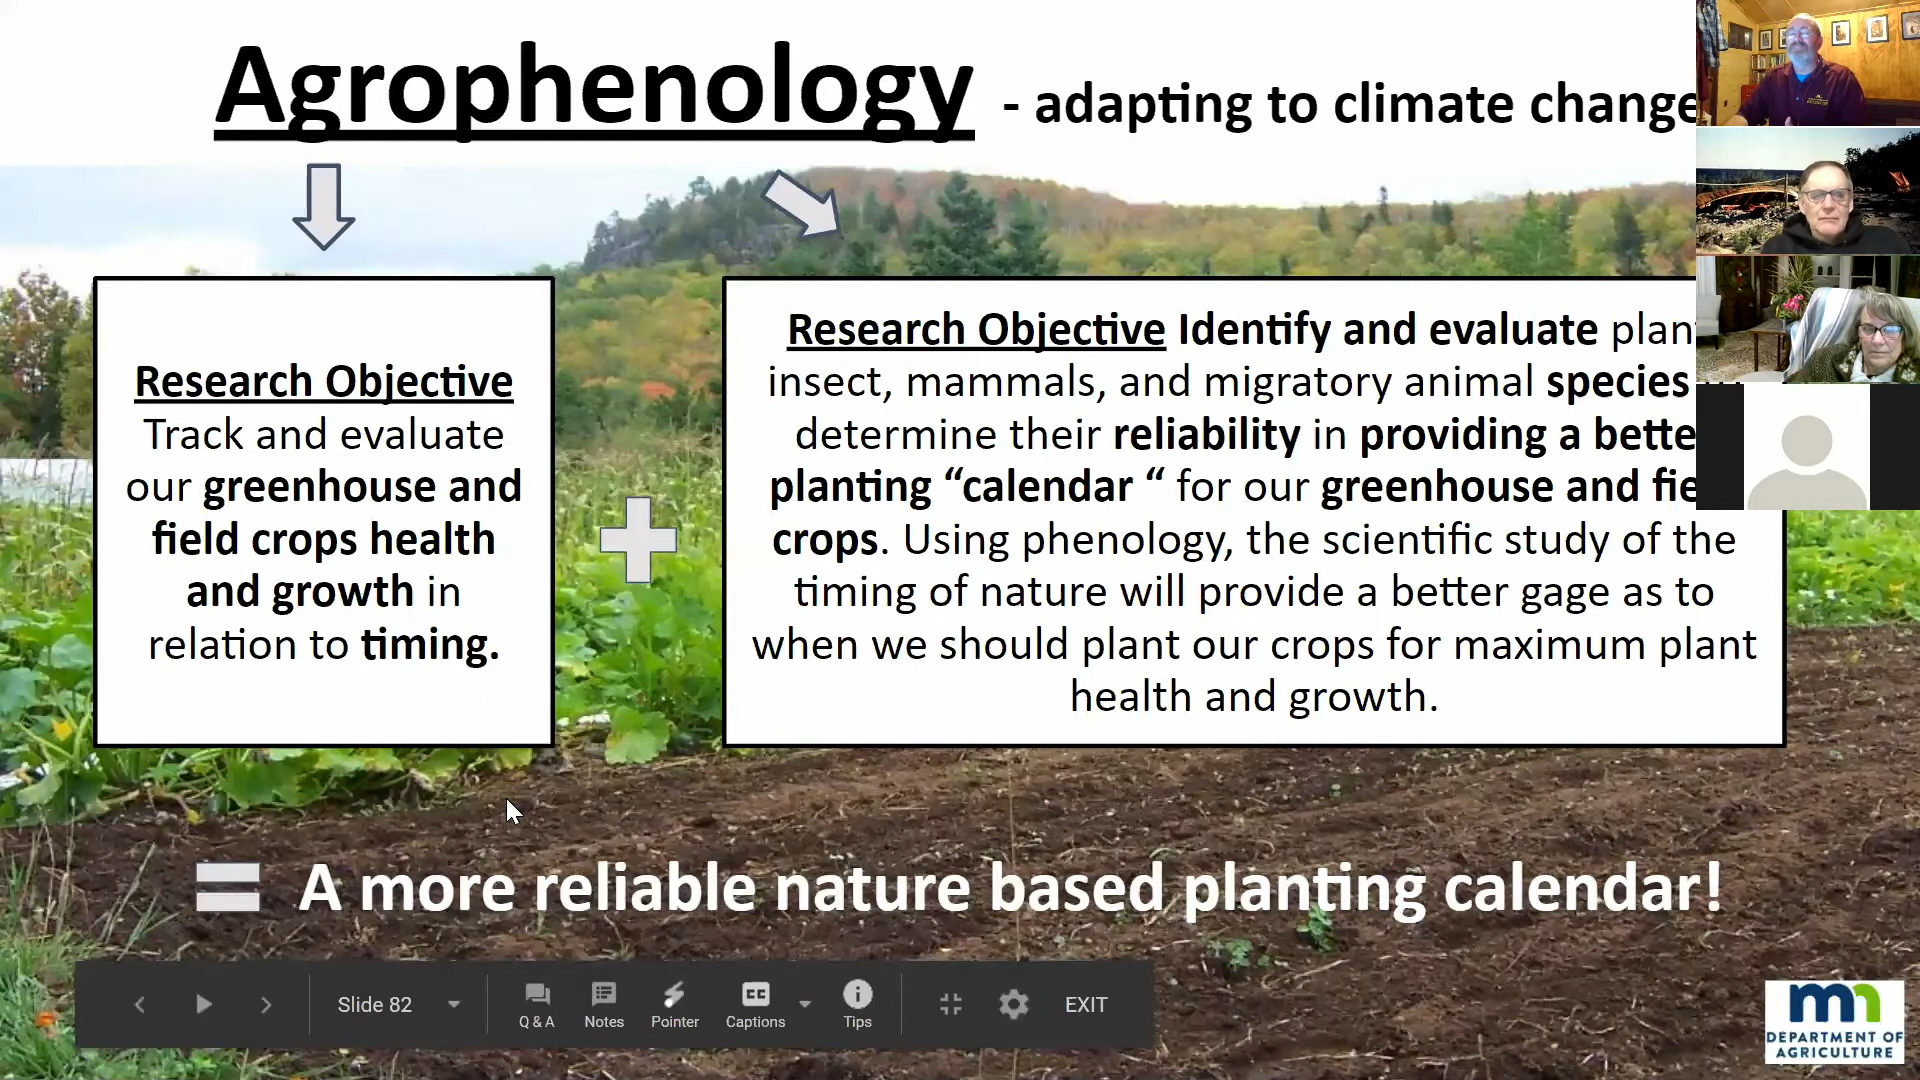 Agrophenology - adapting to climate change
Research Objective
Track and evaluate
our greenhouse and
field crops health
and growth in
relation to timing.
Research Objective Identify and evaluate plan
insect, mammals, and migratory animal species
determine their reliability in providing a bette
planting “calendar “ for our greenhouse and fie
crops. Using phenology, the scientific study of the
timing of nature will provide a better gage as to
when we should plant our crops for maximum plant
health and growth.
= A more reliable nature based planting calendar!
Slide 82
Q & A
Notes
Pointer
CC
Captions
Tips
EXIT
mn
DEPARTMENT OF
AGRICULTURE